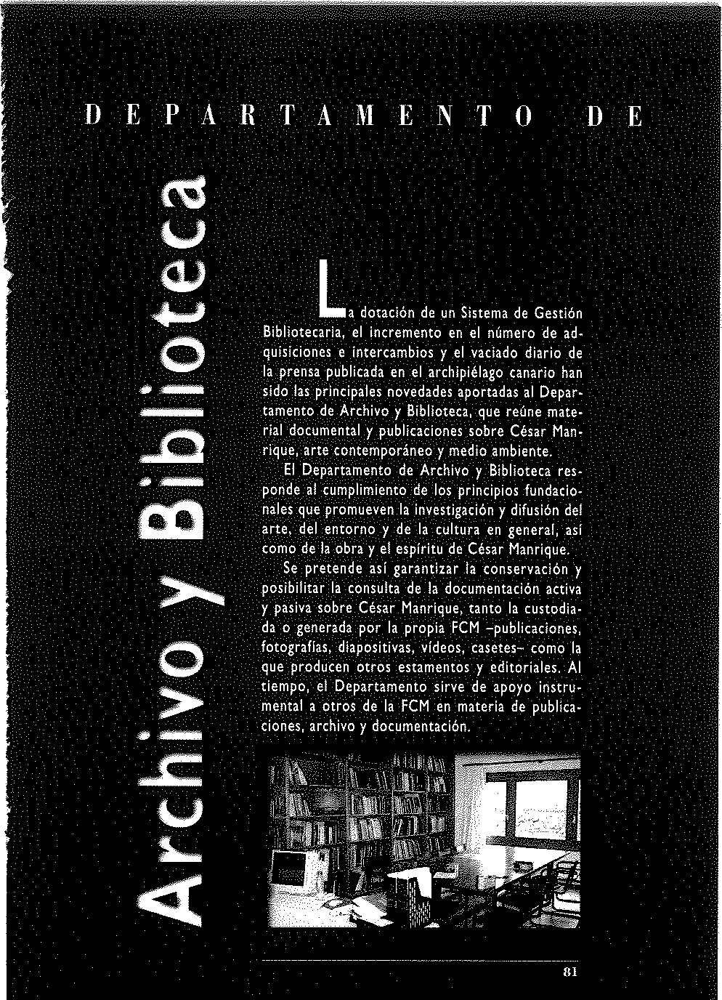 DEPARTAMENTO DE
Archivo y Biblioteca
La dotación de un Sistema de Gestión
Bibliotecaria, el incremento en el número de ad-
quisiciones e intercambios y el vaciado diario de
la prensa publicada en el archipiélago canario han
sido las principales novedades aportadas al Depar-
tamento de Archivo y Biblioteca, que reúne mate-
rial documental y publicaciones sobre César Man-
rique, arte contemporáneo y medio ambiente.
El Departamento de Archivo y Biblioteca res-
ponde al cumplimiento de los principios fundacio-
nales que promueven la investigación y difusión del
arte, del entorno y de la cultura en general, así
como de la obra y el espíritu de César Manrique.
Se pretende así garantizar la conservación y
posibilitar la consulta de la documentación activa
y pasiva sobre César Manrique, tanto la custodia-
da o generada por la propia FCM –publicaciones,
fotografías, diapositivas, vídeos, casetes– como la
que producen otros estamentos y editoriales. Al
tiempo, el Departamento sirve de apoyo instru-
mental a otros de la FCM en materia de publica-
ciones, archivo y documentación.
81